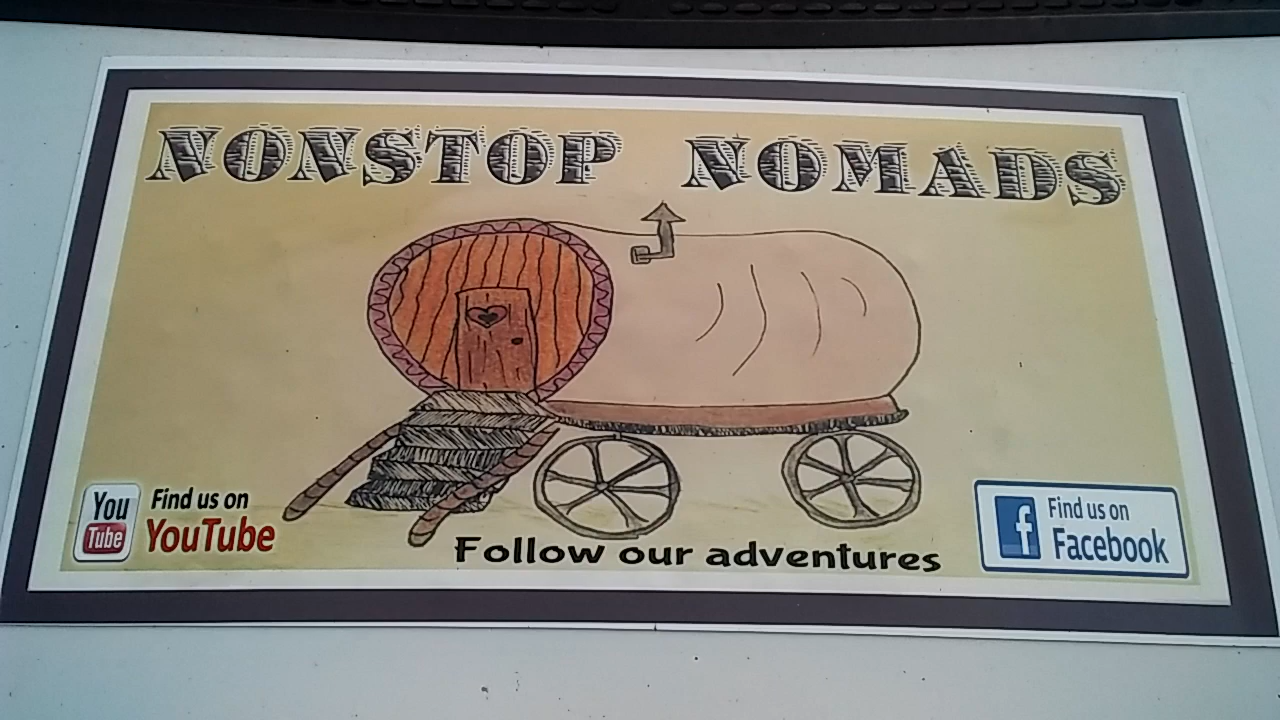 NONSTOP NOMADS
You
Tube
Find us on
YouTube
Follow our adventures
f
Find us on
Facebook